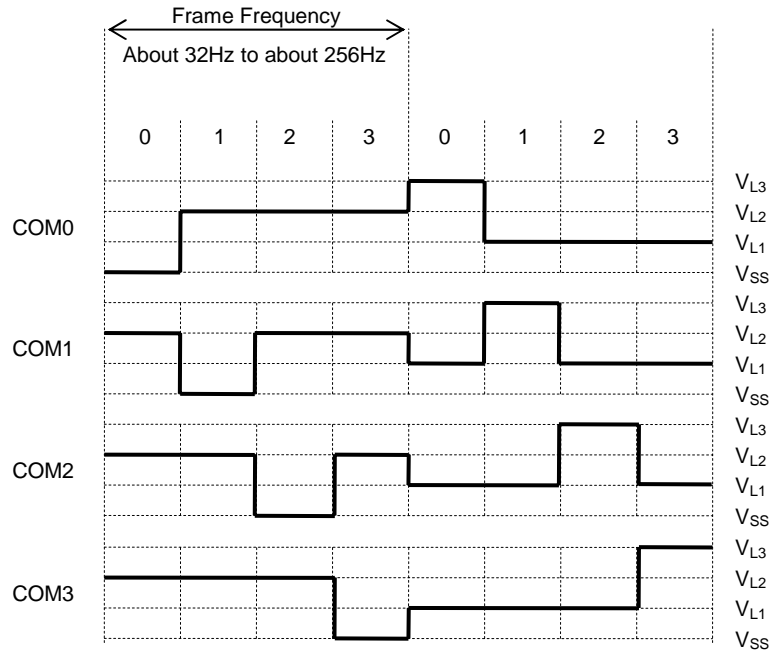 Frame Frequency
About 32Hz to about 256Hz
0 1 2 3 0 1 2 3
COM0
VL3
VL2
VL1
VSS
COM1
VL3
VL2
VL1
VSS
COM2
VL3
VL2
VL1
VSS
COM3
VL3
VL2
VL1
VSS